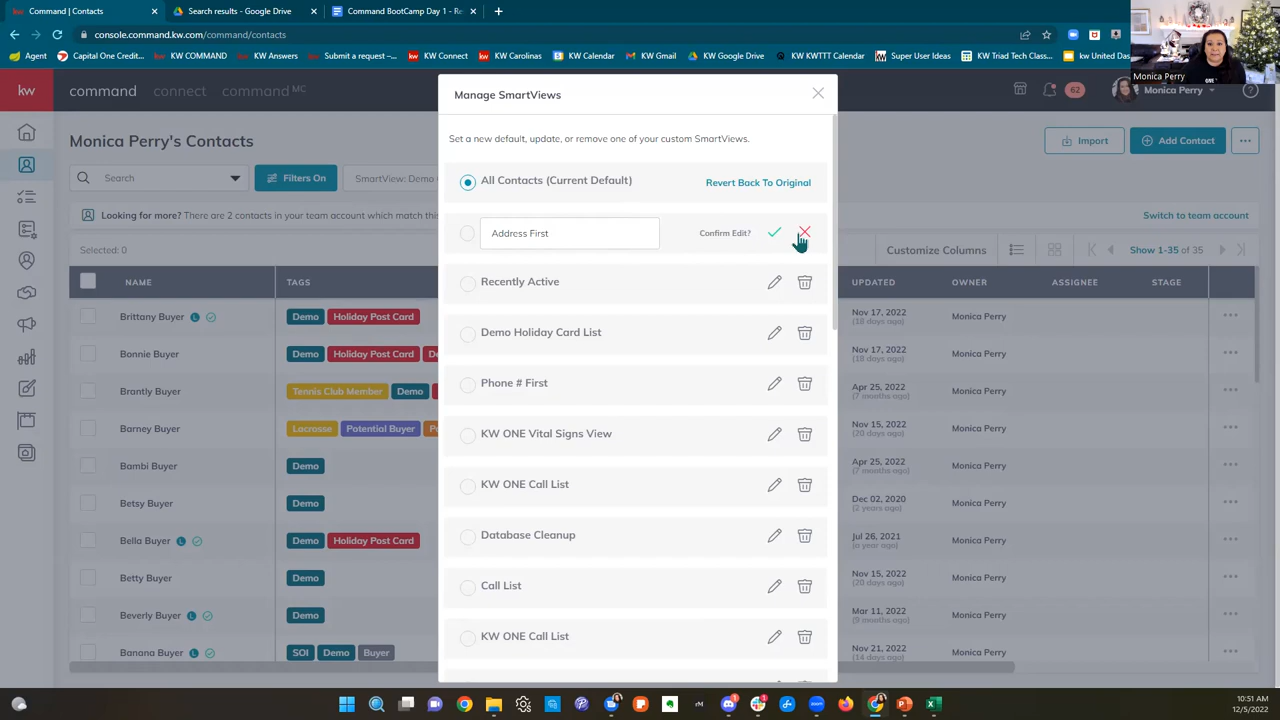 Command | Contacts
Search results - Google Drive
Command BootCamp Day 1 - Re
console.command.kw.com/command/contacts
Agent
Capital One Credit...
KW COMMAND
KW Answers
Submit a request –...
KW Connect
KW Carolinas
KW Calendar
KW Gmail
KW Google Drive
KW KWTTT Calendar
Super User Ideas
KW Triad Tech Class...
kw United Das
Monica Perry
kw
command
connect
command MC
62
Monica Perry
Monica Perry's Contacts
Import
Add Contact
Search
Filters On
SmartView: Demo
Looking for more? There are 2 contacts in your team account which match this
Switch to team account
Selected: 0
Customize Columns
Show 1-35 of 35
NAME
TAGS
UPDATED
OWNER
ASSIGNEE
STAGE
Brittany Buyer L
Demo
Holiday Post Card
Nov 17, 2022
(18 days ago)
Monica Perry
Bonnie Buyer
Demo
Holiday Post Card
Nov 17, 2022
(18 days ago)
Monica Perry
Brantly Buyer
Tennis Club Member
Demo
Apr 25, 2022
(7 months ago)
Monica Perry
Barney Buyer
Lacrosse
Potential Buyer
Nov 15, 2022
(20 days ago)
Monica Perry
Bambi Buyer
Demo
Apr 25, 2022
(7 months ago)
Monica Perry
Betsy Buyer
Demo
Dec 02, 2020
(2 years ago)
Monica Perry
Bella Buyer L
Demo
Holiday Post Card
Jul 26, 2021
(a year ago)
Monica Perry
Betty Buyer
Demo
Nov 15, 2022
(20 days ago)
Monica Perry
Beverly Buyer
Demo
Mar 11, 2022
(9 months ago)
Monica Perry
Banana Buyer L
SOI
Demo
Buyer
Nov 21, 2022
(14 days ago)
Monica Perry
Manage SmartViews
Set a new default, update, or remove one of your custom SmartViews.
All Contacts (Current Default)
Revert Back To Original
Address First
Confirm Edit?
Recently Active
Demo Holiday Card List
Phone # First
KW ONE Vital Signs View
KW ONE Call List
Database Cleanup
Call List
KW ONE Call List
10:51 AM
12/5/2022